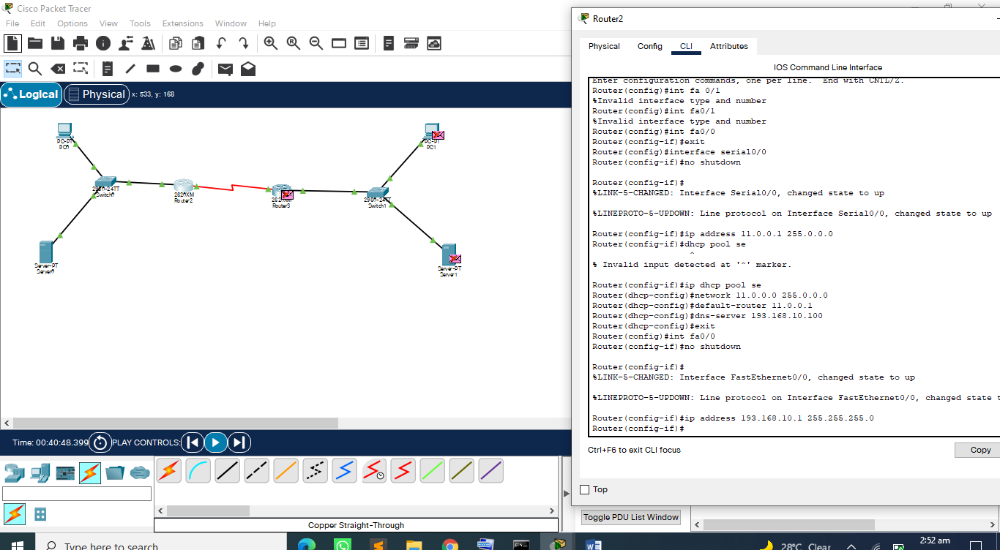 Cisco Packet Tracer
File Edit Options View Tools Extensions Window Help
Logical
Physical
x: 533, y: 168
PC-PT
PC0
2960-24TT
Switch0
Server-PT
Server0
2620XM
Router2
2620XM
Router3
2960-24TT
Switch1
PC-PT
PC1
Server-PT
Server1
Time: 00:40:48.399
PLAY CONTROLS:
Copper Straight-Through
Router2
Physical Config CLI Attributes
IOS Command Line Interface
Enter configuration commands, one per line. End with CNTL/Z.
Router(config)#int fa 0/1
%Invalid interface type and number
Router(config)#int fa0/1
%Invalid interface type and number
Router(config)#int fa0/0
Router(config-if)#exit
Router(config)#interface serial0/0
Router(config-if)#no shutdown
Router(config-if)#
%LINK-5-CHANGED: Interface Serial0/0, changed state to up
%LINEPROTO-5-UPDOWN: Line protocol on Interface Serial0/0, changed state to up
Router(config-if)#ip address 11.0.0.1 255.0.0.0
Router(config-if)#dhcp pool se
^
% Invalid input detected at '^' marker.
Router(config-if)#ip dhcp pool se
Router(dhcp-config)#network 11.0.0.0 255.0.0.0
Router(dhcp-config)#default-router 11.0.0.1
Router(dhcp-config)#dns-server 193.168.10.100
Router(dhcp-config)#exit
Router(config)#int fa0/0
Router(config-if)#no shutdown
Router(config-if)#
%LINK-5-CHANGED: Interface FastEthernet0/0, changed state to up
%LINEPROTO-5-UPDOWN: Line protocol on Interface FastEthernet0/0, changed state t
Router(config-if)#ip address 193.168.10.1 255.255.255.0
Router(config-if)#
Ctrl+F6 to exit CLI focus
Copy
Top
Toggle PDU List Window
Type here to search
28°C Clear
2:52 am